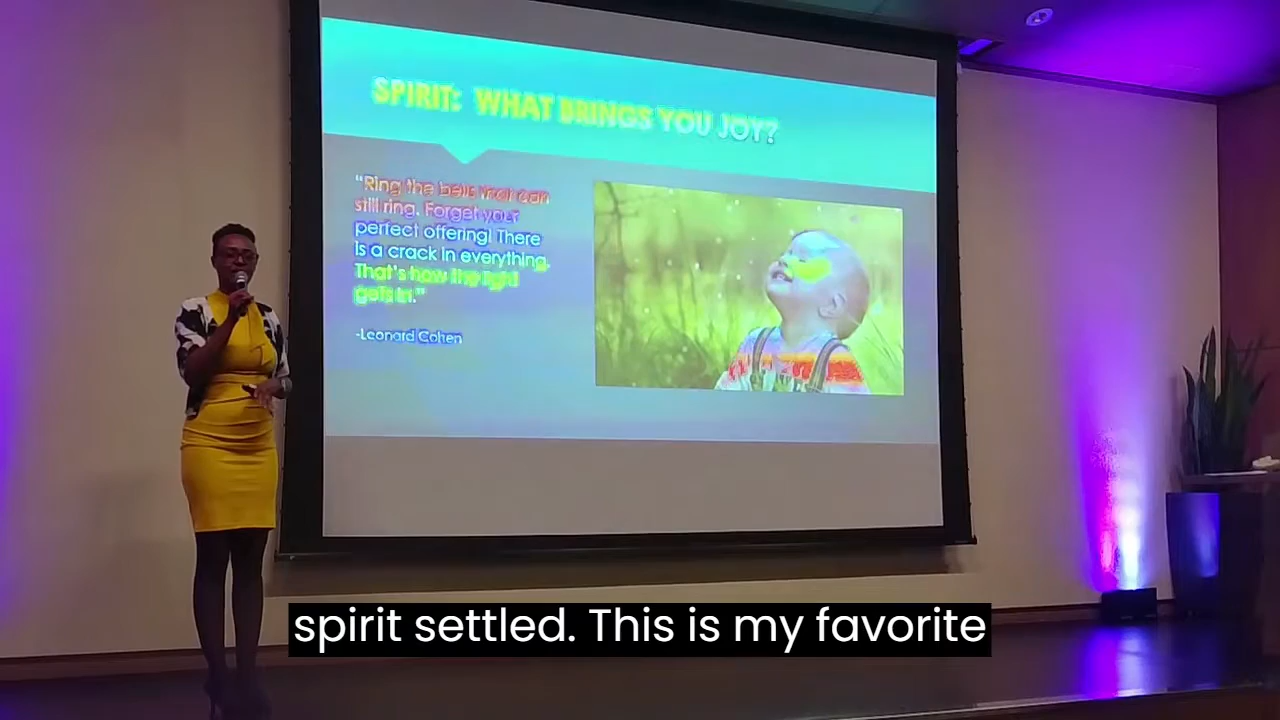 SPIRIT: WHAT BRINGS YOU JOY?
“Ring the bells that can
still ring. Forget your
perfect offering! There
is a crack in everything.
That's how the light
gets in.”
-Leonard Cohen
spirit settled. This is my favorite